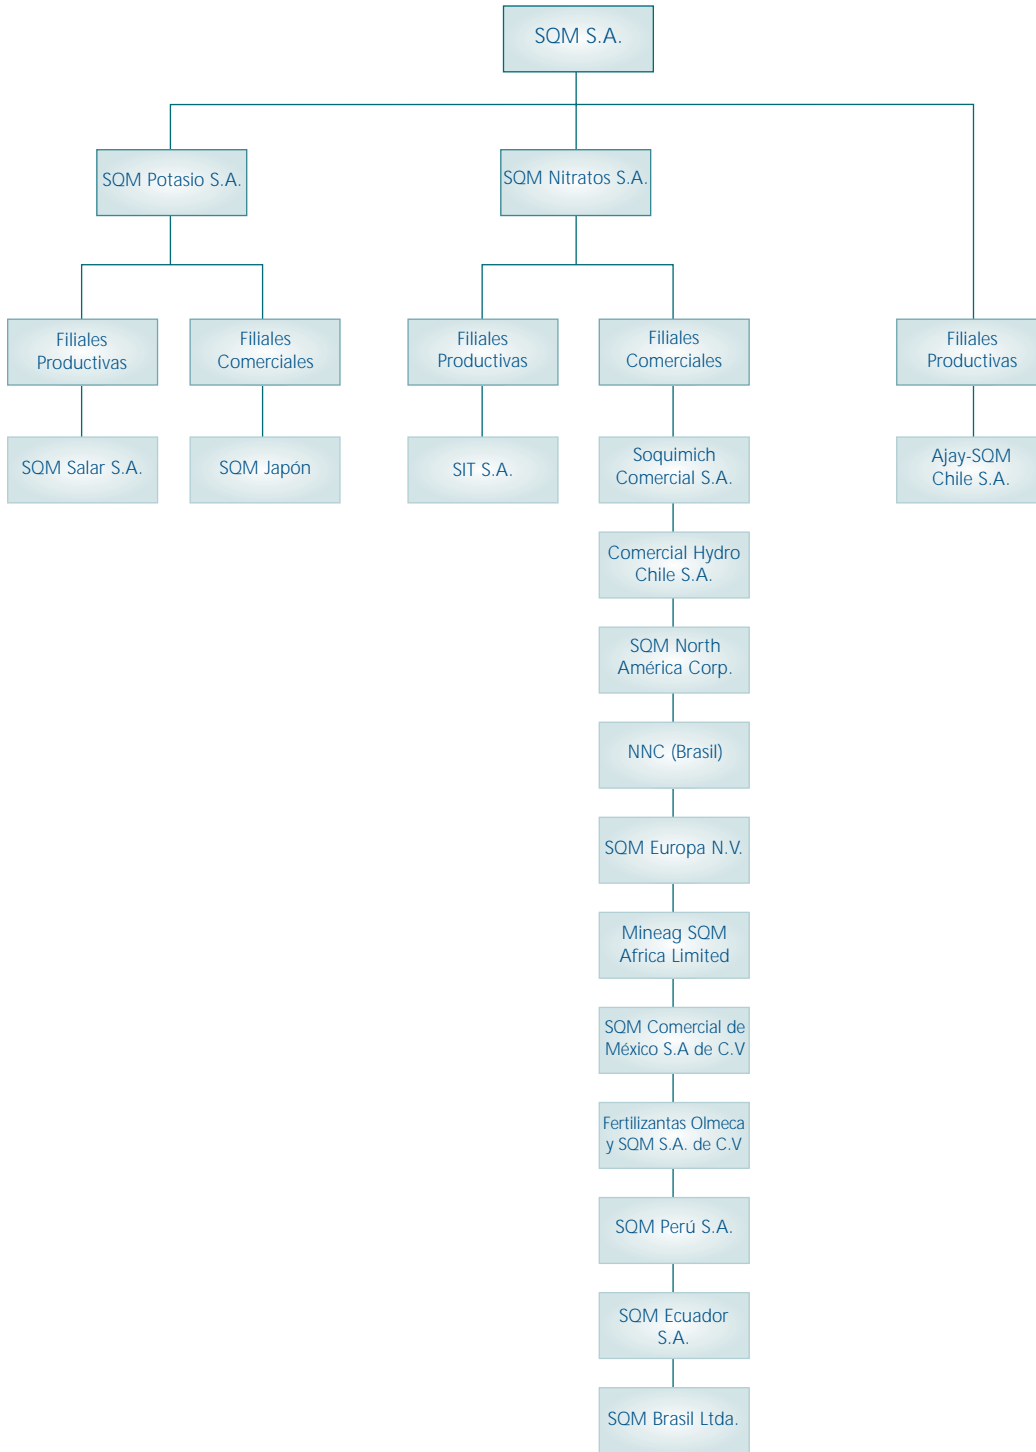 SQM S.A.
SQM Potasio S.A.
SQM Nitratos S.A.
Filiales
Productivas
Filiales
Comerciales
Filiales
Productivas
Filiales
Comerciales
Filiales
Productivas
SQM Salar S.A.
SQM Japón
SIT S.A.
Soquimich
Comercial S.A.
Ajay-SQM
Chile S.A.
Comercial Hydro
Chile S.A.
SQM North
América Corp.
NNC (Brasil)
SQM Europa N.V.
Mineag SQM
Africa Limited
SQM Comercial de
México S.A de C.V
Fertilizantas Olmeca
y SQM S.A. de C.V
SQM Perú S.A.
SQM Ecuador
S.A.
SQM Brasil Ltda.